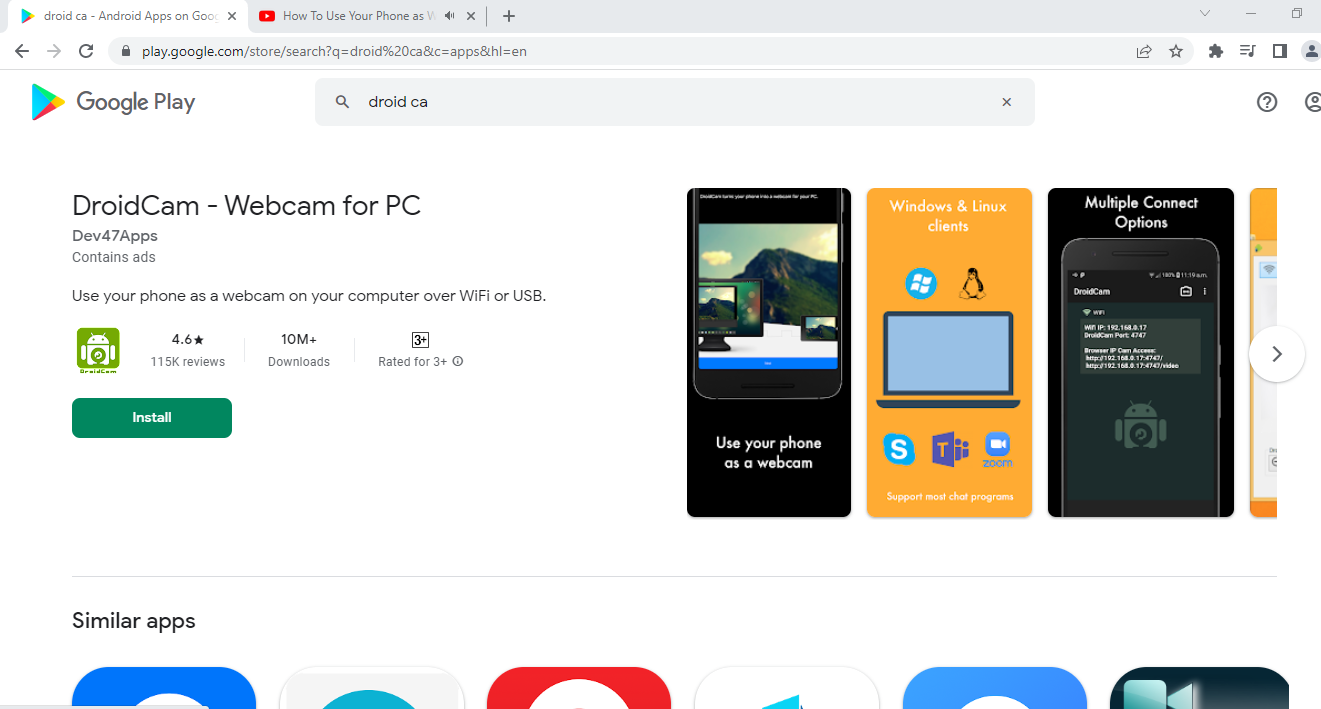 droid ca - Android Apps on Goog
How To Use Your Phone as W
play.google.com/store/search?q=droid%20ca&c=apps&hl=en
Google Play
droid ca
DroidCam - Webcam for PC
Dev47Apps
Contains ads
Use your phone as a webcam on your computer over WiFi or USB.
4.6★
115K reviews
10M+
Downloads
3+
Rated for 3+
DroidCam
Install
DroidCam turns your phone into a webcam for your PC.
Use your phone
as a webcam
Windows & Linux
clients
zoom
Support most chat programs
Multiple Connect
Options
180% 11:19 a.m.
DroidCam
WiFi
Wifi IP: 192.168.0.17
DroidCam Port: 4747
Browser IP Cam Access:
http://192.168.0.17:4747/
http://192.168.0.17:4747/video
Similar apps